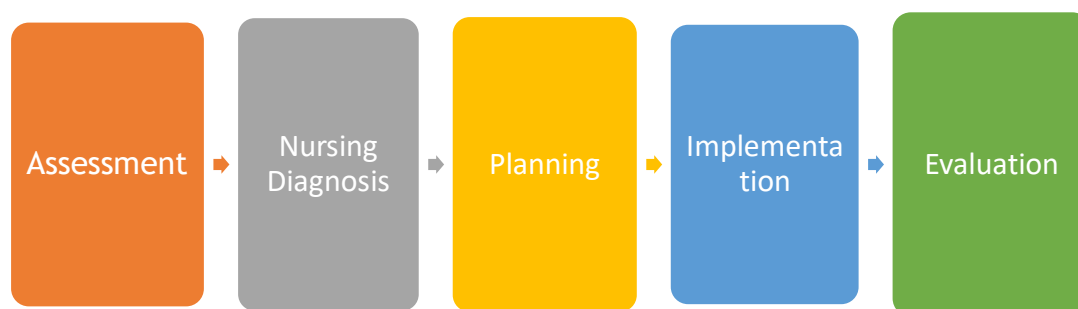 Assessment
Nursing
Diagnosis
Planning
Implementa
tion
Evaluation